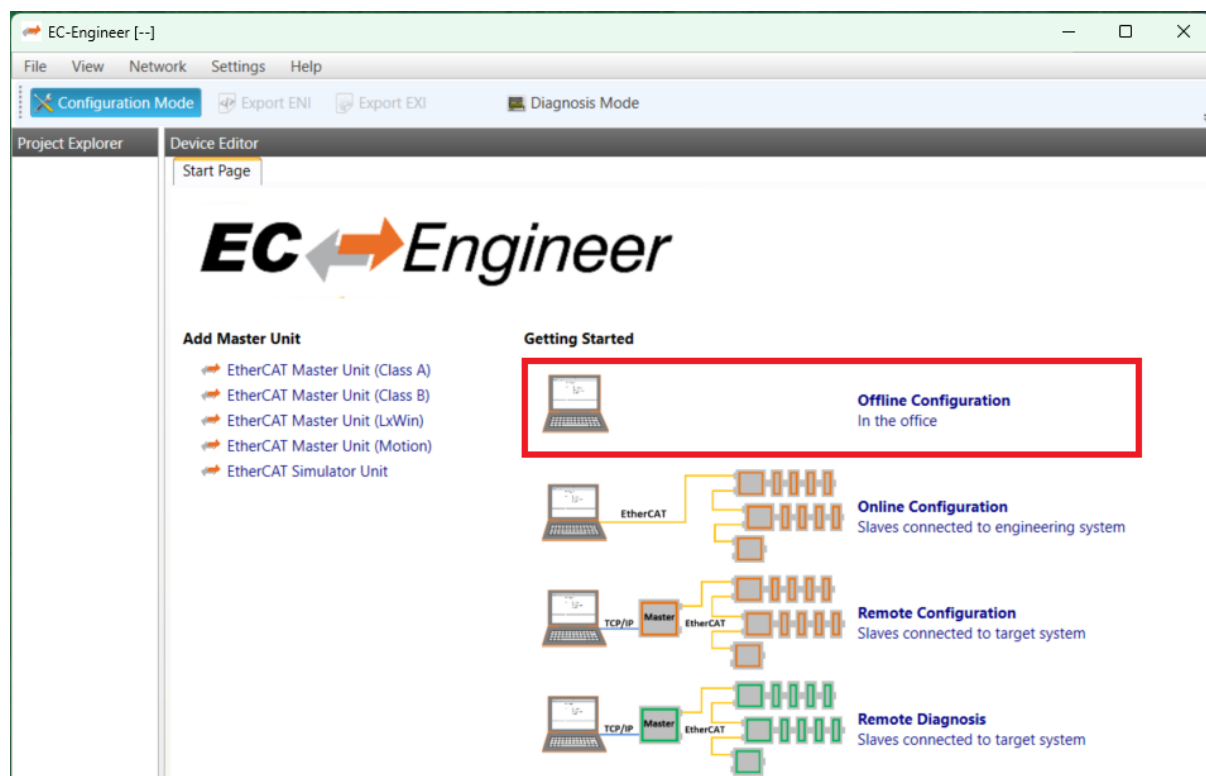 EC-Engineer [--]
File View Network Settings Help
Configuration Mode Export ENI Export EXI Diagnosis Mode
Project Explorer
Device Editor
Start Page
EC Engineer
Add Master Unit
EtherCAT Master Unit (Class A)
EtherCAT Master Unit (Class B)
EtherCAT Master Unit (LxWin)
EtherCAT Master Unit (Motion)
EtherCAT Simulator Unit
Getting Started
Offline Configuration
In the office
EtherCAT
Online Configuration
Slaves connected to engineering system
TCP/IP
Master
EtherCAT
Remote Configuration
Slaves connected to target system
TCP/IP
Master
EtherCAT
Remote Diagnosis
Slaves connected to target system